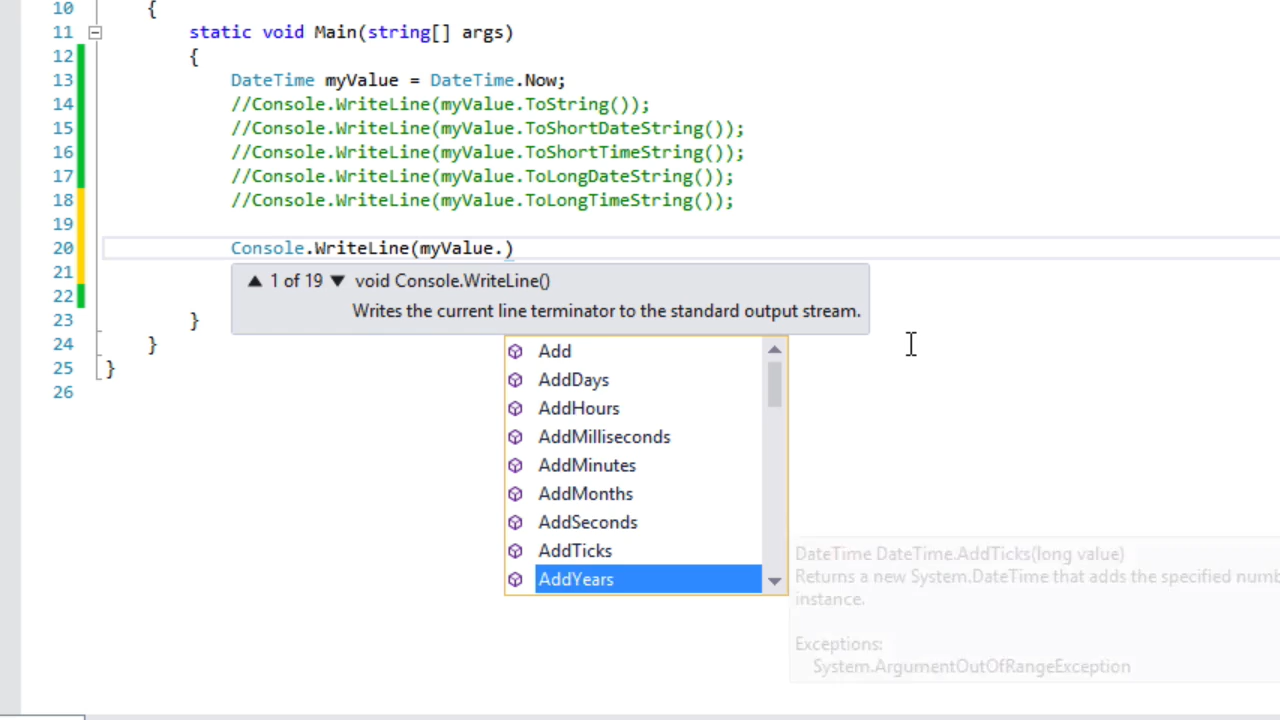 10 {
11 static void Main(string[] args)
12 {
13 DateTime myValue = DateTime.Now;
14 //Console.WriteLine(myValue.ToString());
15 //Console.WriteLine(myValue.ToShortDateString());
16 //Console.WriteLine(myValue.ToShortTimeString());
17 //Console.WriteLine(myValue.ToLongDateString());
18 //Console.WriteLine(myValue.ToLongTimeString());
19
20 Console.WriteLine(myValue.)
21
22
23 }
24 }
25 }
26
▲ 1 of 19 ▼ void Console.WriteLine()
Writes the current line terminator to the standard output stream.
Add
AddDays
AddHours
AddMilliseconds
AddMinutes
AddMonths
AddSeconds
AddTicks
AddYears
DateTime DateTime.AddTicks(long value)
Returns a new System.DateTime that adds the specified
instance.
Exceptions:
System.ArgumentOutOfRangeException